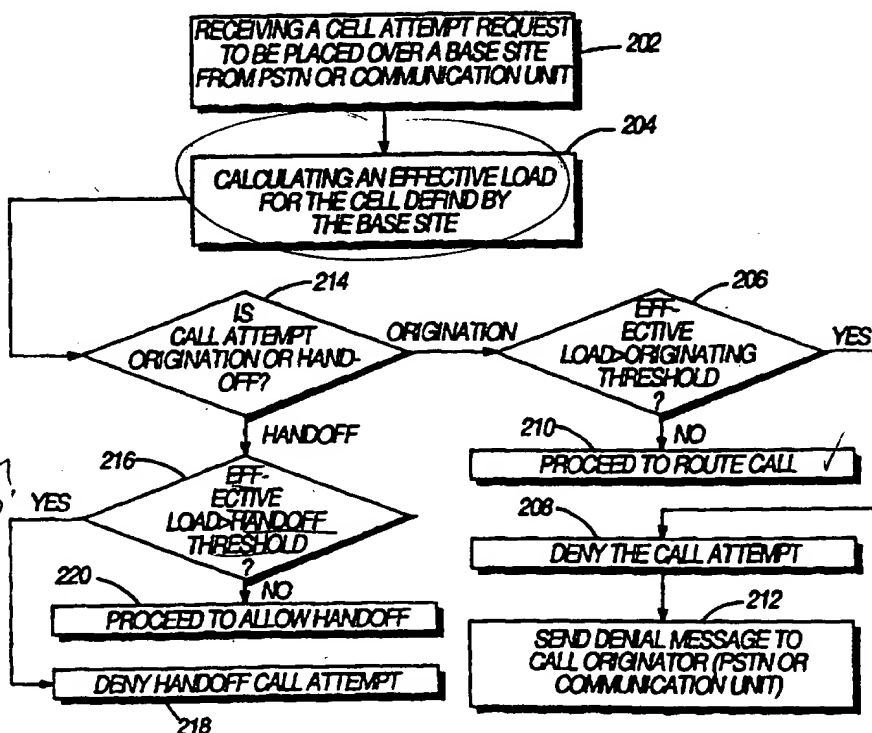 RECEIVING A CELL ATTEMPT REQUEST
TO BE PLACED OVER A BASE SITE
FROM PSTN OR COMMUNICATION UNIT
202
204
CALCULATING AN EFFECTIVE LOAD
FOR THE CELL DEFIND BY
THE BASE SITE
214
IS
CALL ATTEMPT
ORIGINATION OR HAND-
OFF?
ORIGINATION
206
EFF-
ECTIVE
LOAD>ORIGINATING
THRESHOLD
?
YES
HANDOFF
NO
210
PROCEED TO ROUTE CALL
216
YES
EFF-
ECTIVE
LOAD>HANDOFF
THRESHOLD
?
208
DENY THE CALL ATTEMPT
NO
220
PROCEED TO ALLOW HANDOFF
212
SEND DENIAL MESSAGE TO
CALL ORIGINATOR (PSTN OR
COMMUNICATION UNIT)
DENY HANDOFF CALL ATTEMPT
218